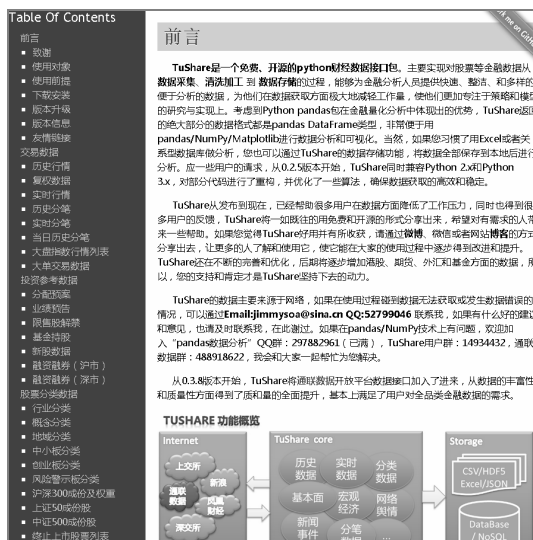 Table Of Contents
前言
致谢
使用对象
使用前提
下载安装
版本升级
版本信息
友情链接
交易数据
历史行情
复权数据
实时行情
历史分笔
实时分笔
当日历史分笔
大盘指数行情列表
大单交易数据
投资参考数据
分配预案
业绩预告
限售股解禁
基金持股
新股数据
融资融券（沪市）
融资融券（深市）
股票分类数据
行业分类
概念分类
地域分类
中小板分类
创业板分类
风险警示板分类
沪深300成份及权重
上证50成份股
中证500成份股
终止上市股票列表
前言
TuShare是一个免费、开源的python财经数据接口包。主要实现对股票等金融数据从
数据采集、清洗加工 到 数据存储的过程，能够为金融分析人员提供快速、整洁、和多样的
便于分析的数据，为他们在数据获取方面极大地减轻工作量，使他们更加专注于策略和模型
的研究与实现上。考虑到Python pandas包在金融量化分析中体现出的优势，TuShare返回
的绝大部分的数据格式都是pandas DataFrame类型，非常便于用
pandas/NumPy/Matplotlib进行数据分析和可视化。当然，如果您习惯了用Excel或者关
系型数据库做分析，您也可以通过TuShare的数据存储功能，将数据全部保存到本地后进行
分析。应一些用户的请求，从0.2.5版本开始，TuShare同时兼容Python 2.x和Python
3.x，对部分代码进行了重构，并优化了一些算法，确保数据获取的高效和稳定。
TuShare从发布到现在，已经帮助很多用户在数据方面降低了工作压力，同时也得到很
多用户的反馈，TuShare将一如既往的用免费和开源的形式分享出来，希望对有需求的人带
来一些帮助。如果您觉得TuShare好用并有所收获，请通过微博、微信或者网站博客的方式
分享出去，让更多的人了解和使用它，使它能在大家的使用过程中逐步得到改进和提升。
TuShare还在不断的完善和优化，后期将逐步增加港股、期货、外汇和基金方面的数据，所
以，您的支持和肯定才是TuShare坚持下去的动力。
TuShare的数据主要来源于网络，如果在使用过程碰到数据无法获取或发生数据错误的
情况，可以通过Email:jimmysoa@sina.cn QQ:52799046 联系我，如果有什么好的建议
和意见，也请及时联系我，在此谢过。如果在pandas/NumPy技术上有问题，欢迎加
入“pandas数据分析”QQ群：297882961（已满），TuShare用户群：14934432，通联
数据群：488918622，我会和大家一起帮忙为您解决。
从0.3.8版本开始，TuShare将通联数据开放平台数据接口加入了进来，从数据的丰富性
和质量性方面得到了质和量的全面提升，基本上满足了用户对全品类金融数据的需求。
TUSHARE 功能概览
Internet
上交所
新浪
通联
数据
凤凰
财经
深交所
TuShare core
历史
数据
实时
数据
分类
数据
基本面
宏观
经济
网络
舆情
新闻
事件
分笔
数据
...
Storage
CSV/HDF5
Excel/JSON
DataBase
/ NoSQL